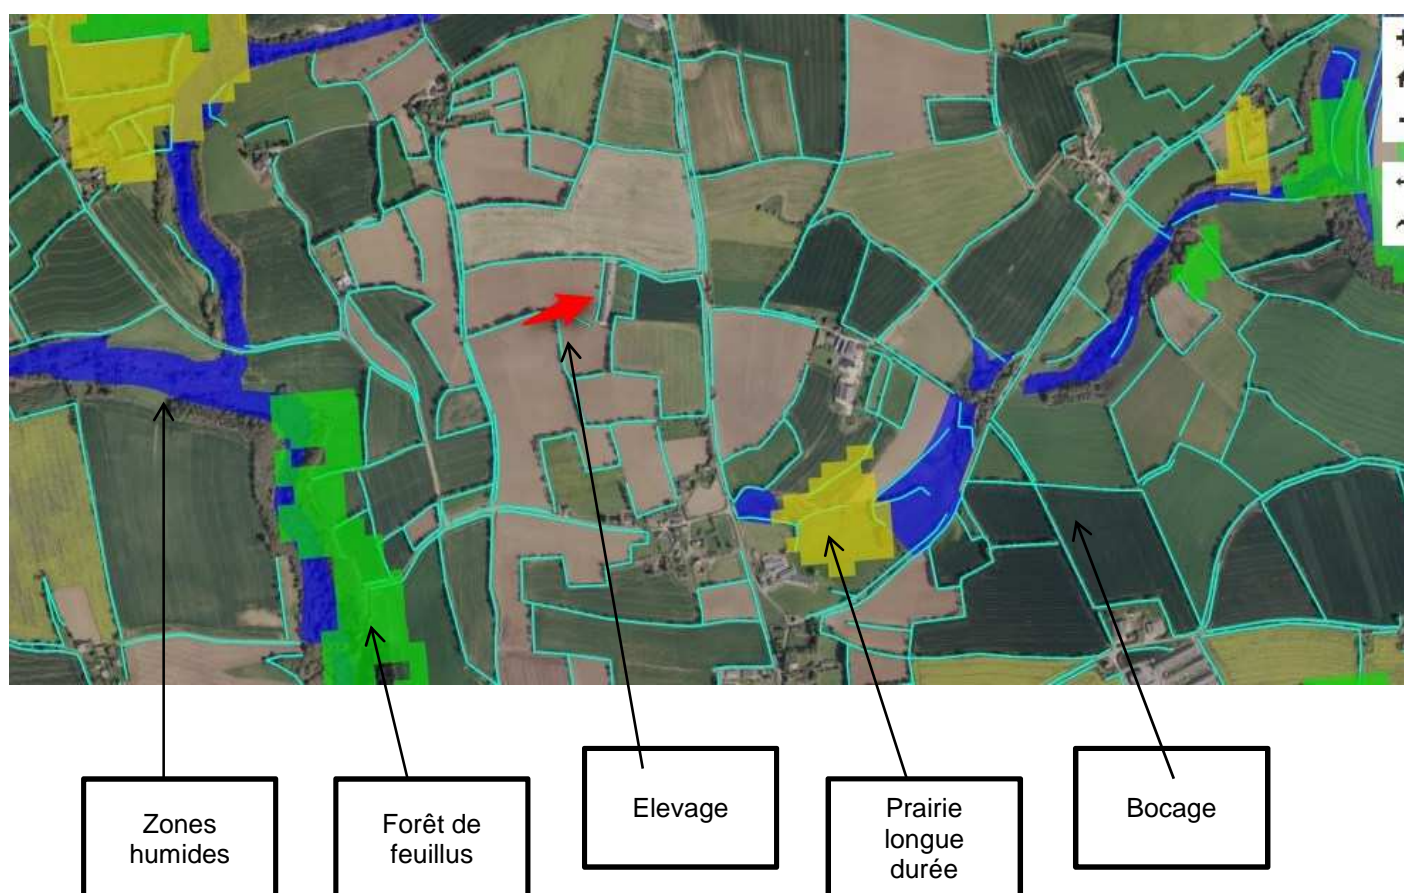 Zones
humides
Forêt de
feuillus
Elevage
Prairie
longue
durée
Bocage